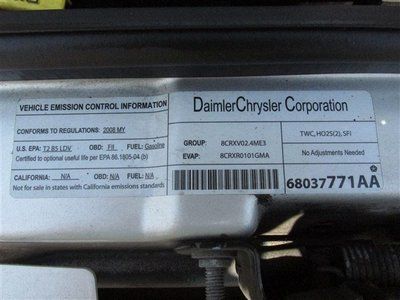 VEHICLE EMISSION CONTROL INFORMATION
CONFORMS TO REGULATIONS: 2008 MY
U.S. EPA: T2 B5 LDV OBD: FII FUEL: Gasoline
Certified to optional useful life per EPA 86.1805-04 (b)
CALIFORNIA: N/A OBD: N/A FUEL: N/A
Not for sale in states with California emissions standards.
DaimlerChrysler Corporation
GROUP: 8CRXV02.4ME3
EVAP: 8CRXR0101GMA
TWC, HO2S(2), SFI
No Adjustments Needed
68037771AA